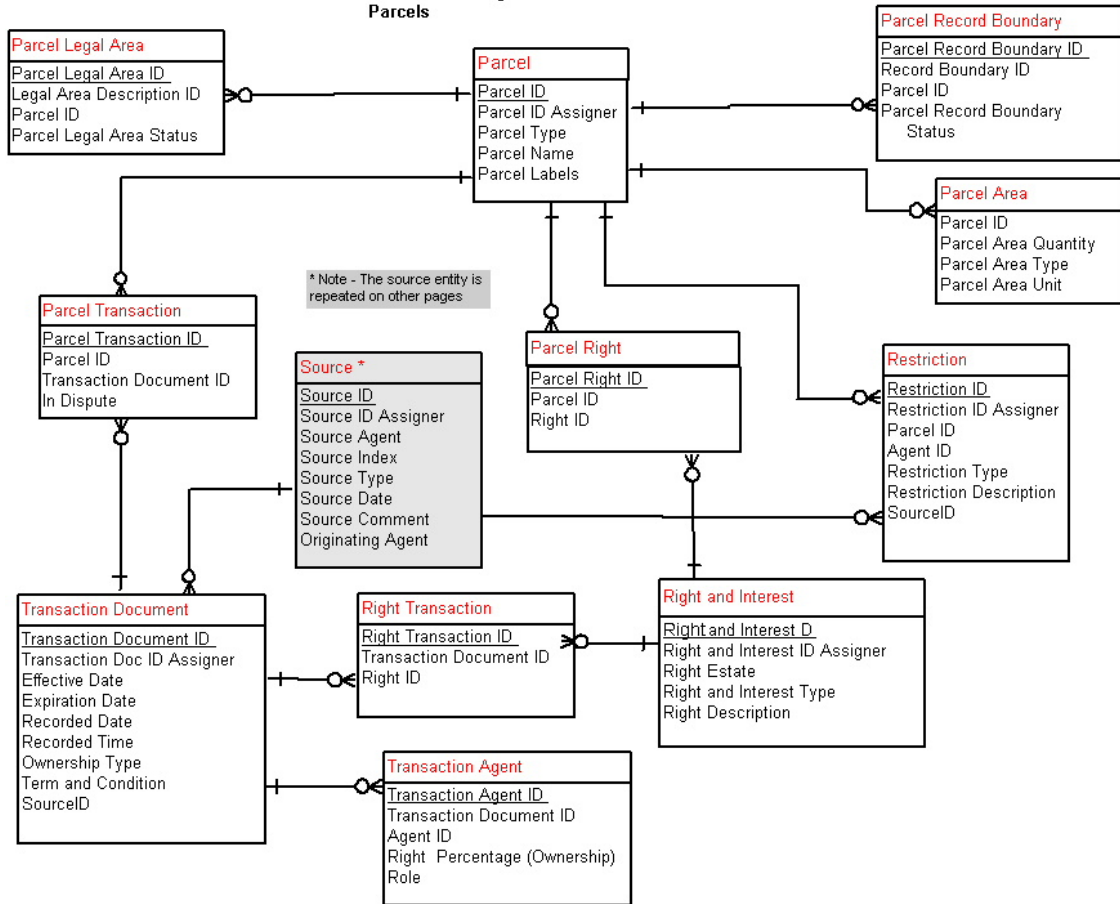 Parcels
Parcel Legal Area
Parcel Legal Area ID
Legal Area Description ID
Parcel ID
Parcel Legal Area Status
Parcel
Parcel ID
Parcel ID Assigner
Parcel Type
Parcel Name
Parcel Labels
Parcel Record Boundary
Parcel Record Boundary ID
Record Boundary ID
Parcel ID
Parcel Record Boundary
Status
Parcel Area
Parcel ID
Parcel Area Quantity
Parcel Area Type
Parcel Area Unit
* Note - The source entity is
repeated on other pages
Parcel Transaction
Parcel Transaction ID
Parcel ID
Transaction Document ID
In Dispute
Source *
Source ID
Source ID Assigner
Source Agent
Source Index
Source Type
Source Date
Source Comment
Originating Agent
Parcel Right
Parcel Right ID
Parcel ID
Right ID
Restriction
Restriction ID
Restriction ID Assigner
Parcel ID
Agent ID
Restriction Type
Restriction Description
SourceID
Transaction Document
Transaction Document ID
Transaction Doc ID Assigner
Effective Date
Expiration Date
Recorded Date
Recorded Time
Ownership Type
Term and Condition
SourceID
Right Transaction
Right Transaction ID
Transaction Document ID
Right ID
Right and Interest
Right and Interest D
Right and Interest ID Assigner
Right Estate
Right and Interest Type
Right Description
Transaction Agent
Transaction Agent ID
Transaction Document ID
Agent ID
Right Percentage (Ownership)
Role